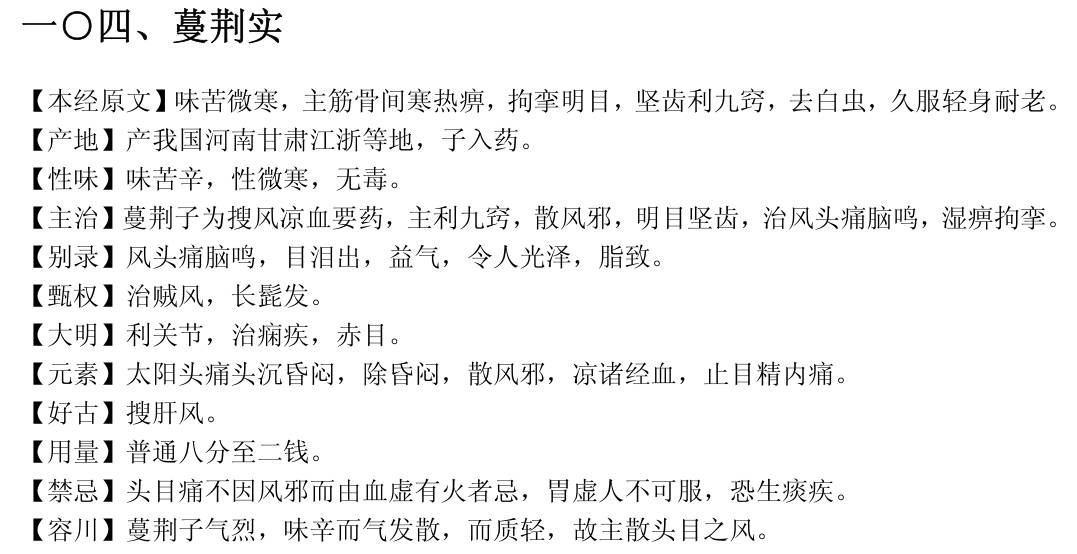 一〇四、蔓荆实
【本经原文】味苦微寒，主筋骨间寒热痹，拘挛明目，坚齿利九窍，去白虫，久服轻身耐老。
【产地】产我国河南甘肃江浙等地，子入药。
【性味】味苦辛，性微寒，无毒。
【主治】蔓荆子为搜风凉血要药，主利九窍，散风邪，明目坚齿，治风头痛脑鸣，湿痹拘挛。
【别录】风头痛脑鸣，目泪出，益气，令人光泽，脂致。
【甄权】治贼风，长髭发。
【大明】利关节，治痫疾，赤目。
【元素】太阳头痛头沉昏闷，除昏闷，散风邪，凉诸经血，止目精内痛。
【好古】搜肝风。
【用量】普通八分至二钱。
【禁忌】头目痛不因风邪而由血虚有火者忌，胃虚人不可服，恐生痰疾。
【容川】蔓荆子气烈，味辛而气发散，而质轻，故主散头目之风。